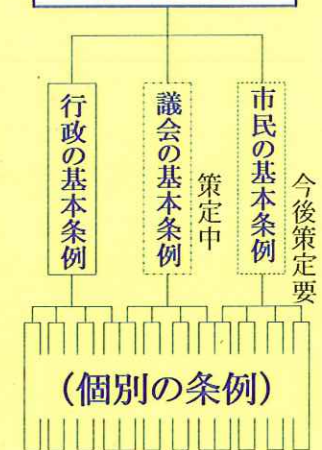 今後策定要
市民の基本条例
策定中
議会の基本条例
行政の基本条例
(個別の条例)